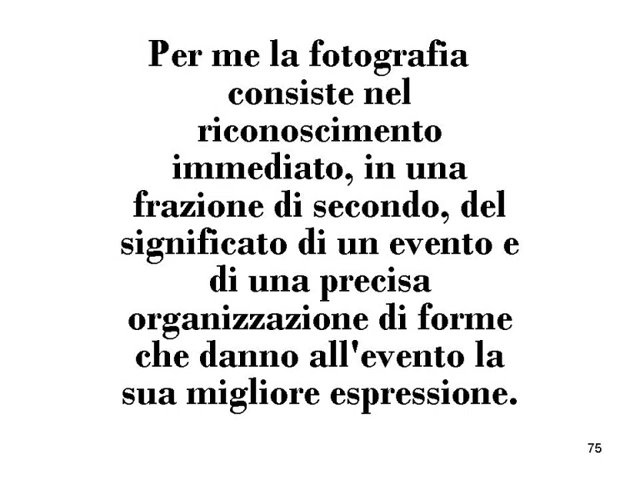 Per me la fotografia
consiste nel
riconoscimento
immediato, in una
frazione di secondo, del
significato di un evento e
di una precisa
organizzazione di forme
che danno all'evento la
sua migliore espressione.
75